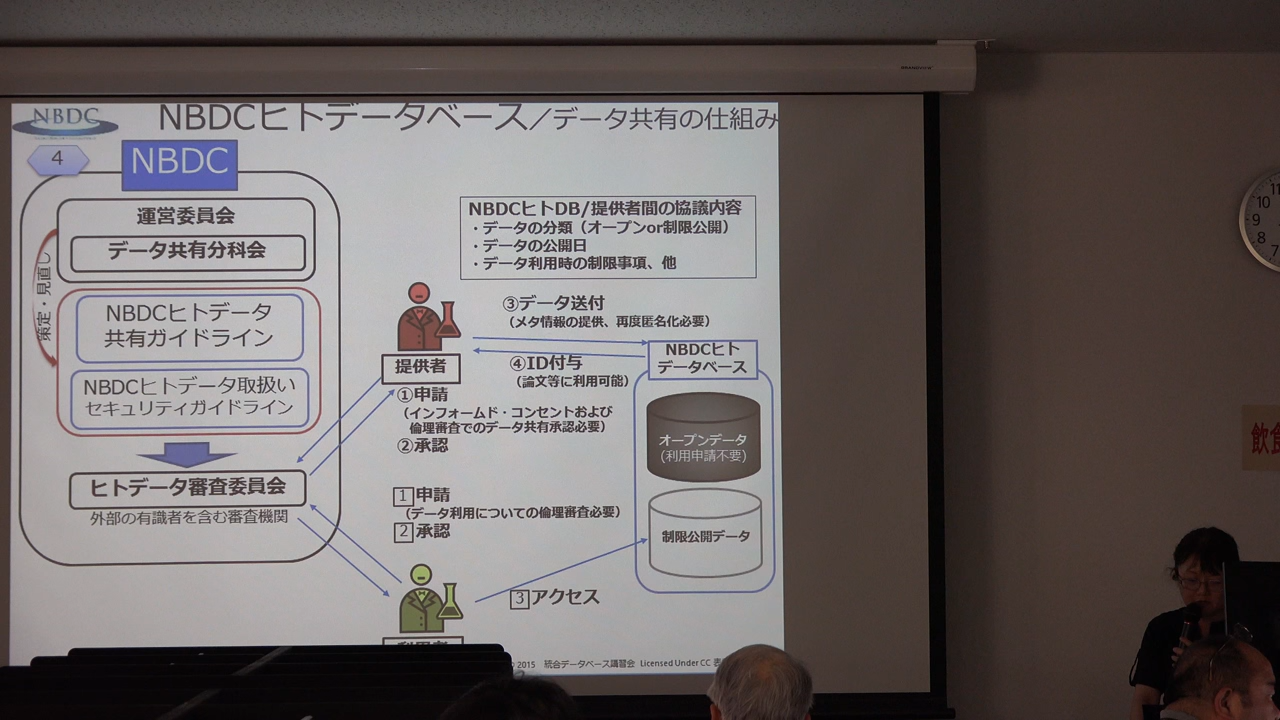 NBDC
NBDCヒトデータベース／データ共有の仕組み
4
NBDC
運営委員会
データ共有分科会
策定・見直し
NBDCヒトデータ
共有ガイドライン
NBDCヒトデータ取扱い
セキュリティガイドライン
ヒトデータ審査委員会
外部の有識者を含む審査機関
NBDCヒトDB/提供者間の協議内容
・データの分類（オープンor制限公開）
・データの公開日
・データ利用時の制限事項、他
③データ送付
（メタ情報の提供、再度匿名化必要）
提供者
④ID付与
（論文等に利用可能）
NBDCヒト
データベース
①申請
（インフォームド・コンセントおよび
倫理審査でのデータ共有承認必要）
②承認
オープンデータ
(利用申請不要)
1 申請
（データ利用についての倫理審査必要）
2 承認
制限公開データ
3 アクセス
利用者
2015 統合データベース講習会 Licensed Under CC 表
11
10
9
8
7
飲食